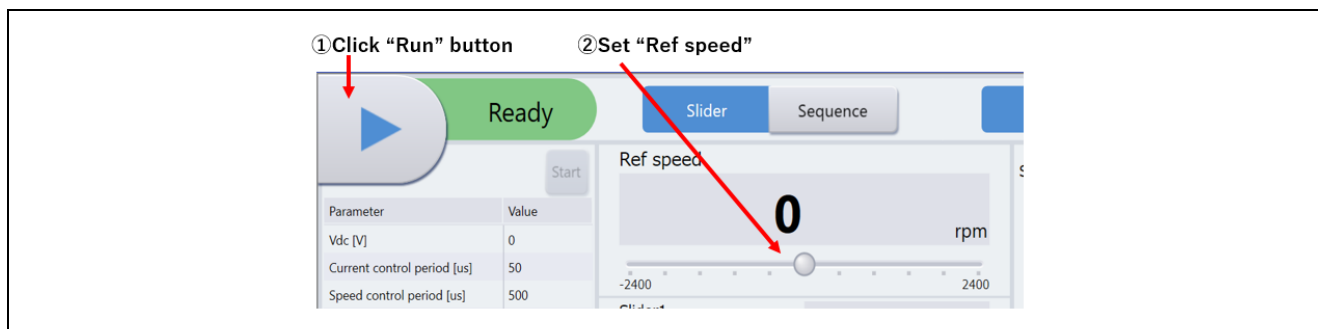 ①Click “Run” button ②Set “Ref speed”
Ready Slider Sequence
Ref speed
Start
Parameter Value
0
rpm
Vdc [V] 0
Current control period [us] 50
-2400 2400
Speed control period [us] 500